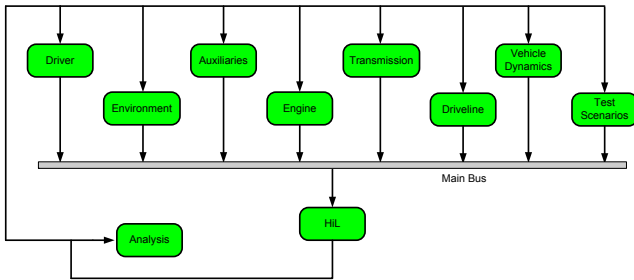 Driver
Auxiliaries
Transmission
Vehicle
Dynamics
Environment
Engine
Driveline
Test
Scenarios
Main Bus
HiL
Analysis